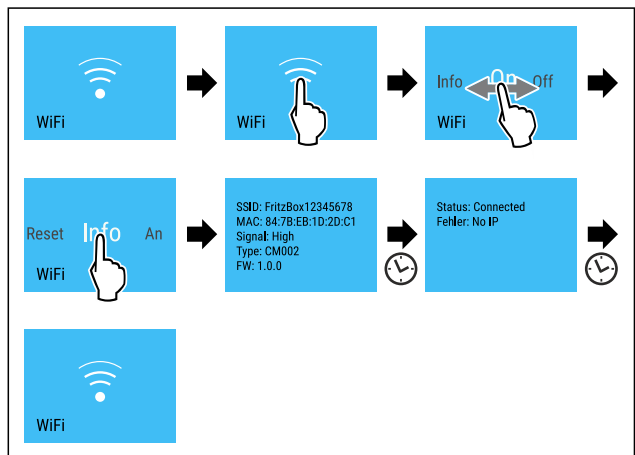 WiFi
WiFi
Info On Off
WiFi
Reset Info An
WiFi
SSID: FritzBox12345678
MAC: 84:7B:EB:1D:2D:C1
Signal: High
Type: CM002
FW: 1.0.0
Status: Connected
Fehler: No IP
WiFi